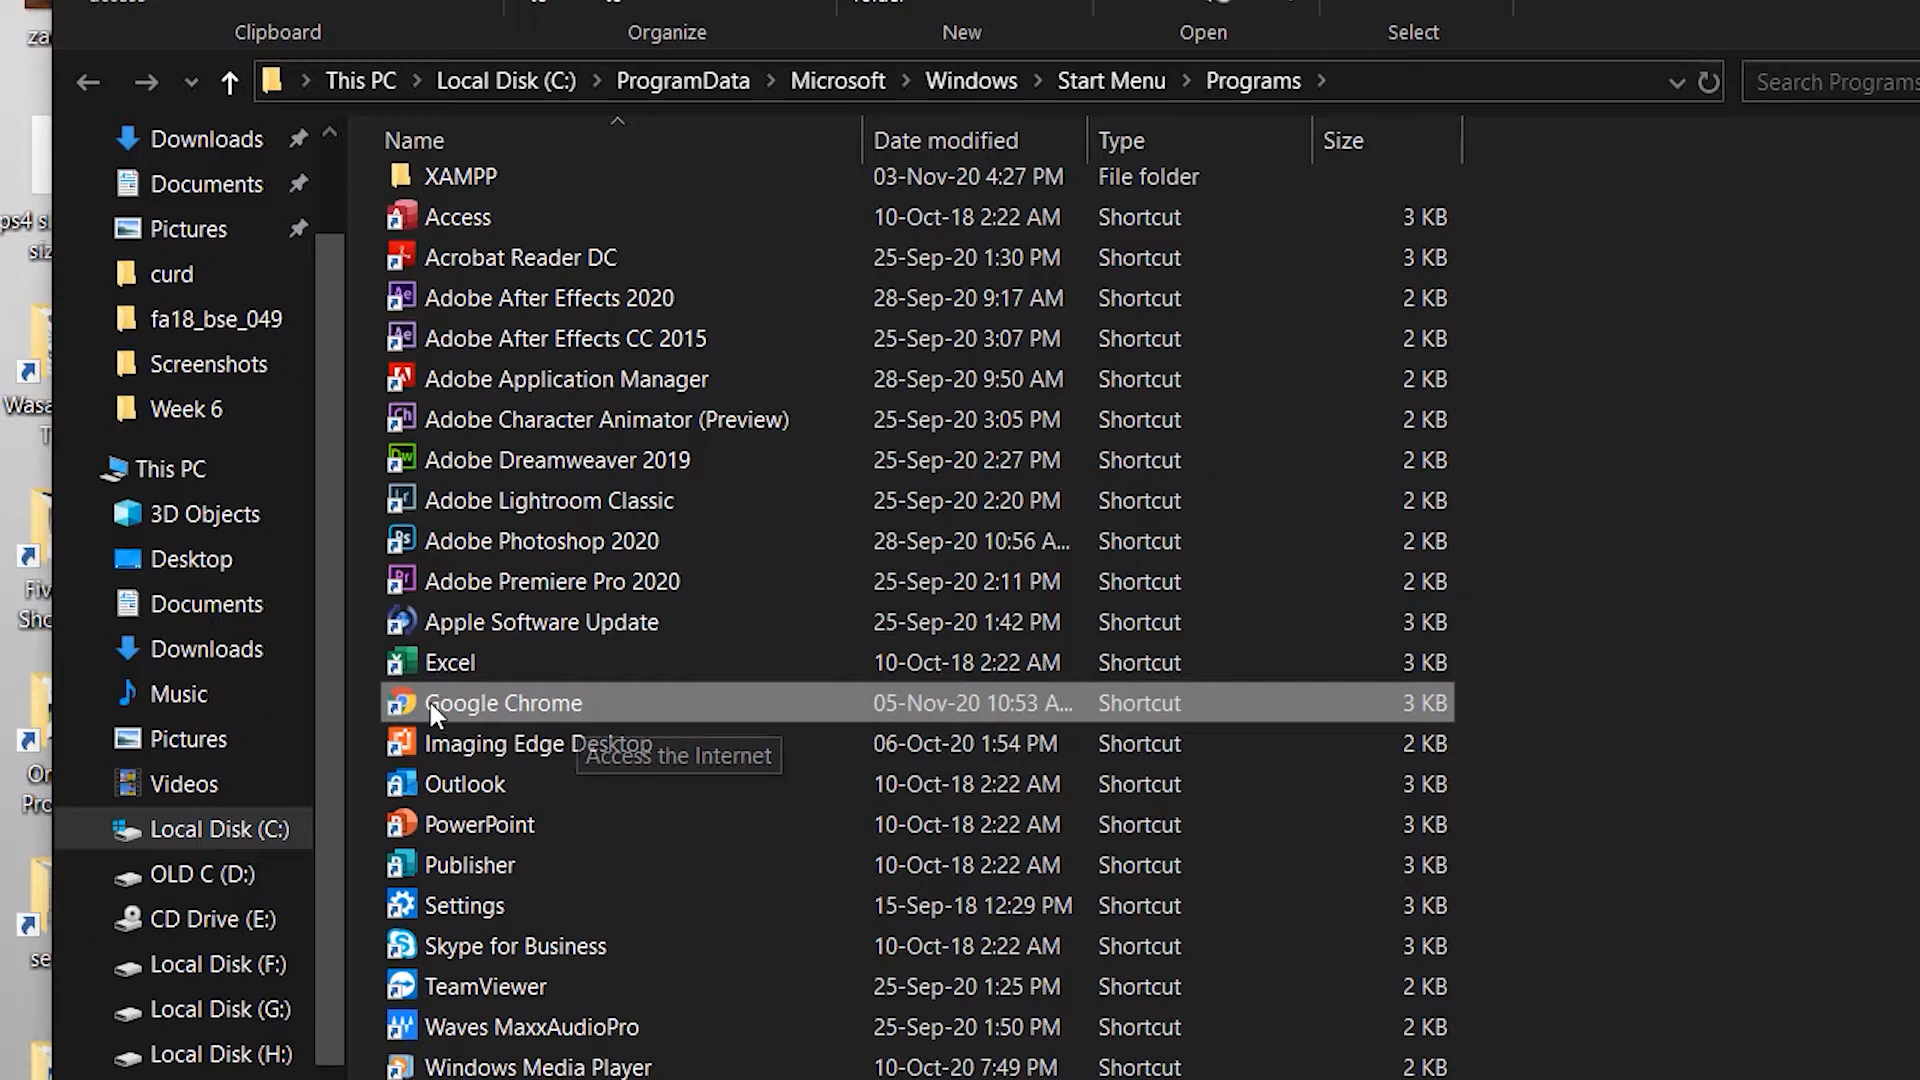 Clipboard Organize New Open Select
This PC Local Disk (C:) ProgramData Microsoft Windows Start Menu Programs Search Programs
Name Date modified Type Size
XAMPP 03-Nov-20 4:27 PM File folder
Access 10-Oct-18 2:22 AM Shortcut 3 KB
Acrobat Reader DC 25-Sep-20 1:30 PM Shortcut 3 KB
Adobe After Effects 2020 28-Sep-20 9:17 AM Shortcut 2 KB
Adobe After Effects CC 2015 25-Sep-20 3:07 PM Shortcut 2 KB
Adobe Application Manager 28-Sep-20 9:50 AM Shortcut 2 KB
Adobe Character Animator (Preview) 25-Sep-20 3:05 PM Shortcut 2 KB
Adobe Dreamweaver 2019 25-Sep-20 2:27 PM Shortcut 2 KB
Adobe Lightroom Classic 25-Sep-20 2:20 PM Shortcut 2 KB
Adobe Photoshop 2020 28-Sep-20 10:56 A... Shortcut 2 KB
Adobe Premiere Pro 2020 25-Sep-20 2:11 PM Shortcut 2 KB
Apple Software Update 25-Sep-20 1:42 PM Shortcut 3 KB
Excel 10-Oct-18 2:22 AM Shortcut 3 KB
Google Chrome 05-Nov-20 10:53 A... Shortcut 3 KB
Imaging Edge Desktop 06-Oct-20 1:54 PM Shortcut 2 KB
Access the Internet
Outlook 10-Oct-18 2:22 AM Shortcut 3 KB
PowerPoint 10-Oct-18 2:22 AM Shortcut 3 KB
Publisher 10-Oct-18 2:22 AM Shortcut 3 KB
Settings 15-Sep-18 12:29 PM Shortcut 3 KB
Skype for Business 10-Oct-18 2:22 AM Shortcut 3 KB
TeamViewer 25-Sep-20 1:25 PM Shortcut 2 KB
Waves MaxxAudioPro 25-Sep-20 1:50 PM Shortcut 2 KB
Windows Media Player 10-Oct-20 7:49 PM Shortcut 2 KB
Downloads
Documents
Pictures
curd
fa18_bse_049
Screenshots
Week 6
This PC
3D Objects
Desktop
Documents
Downloads
Music
Pictures
Videos
Local Disk (C:)
OLD C (D:)
CD Drive (E:)
Local Disk (F:)
Local Disk (G:)
Local Disk (H:)
za
ps4 s
siz
Wasa
T
Fiv
Sho
Or
Pro
se